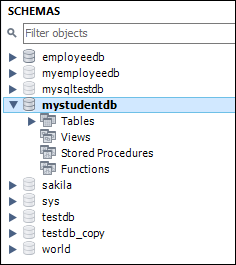 SCHEMAS
Filter objects
employeedb
myemployeedb
mysqltestdb
mystudentdb
Tables
Views
Stored Procedures
Functions
sakila
sys
testdb
testdb_copy
world